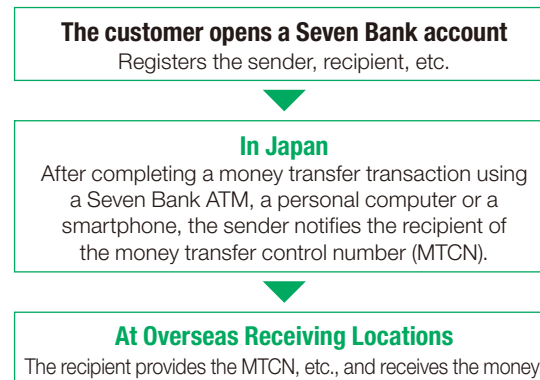 The customer opens a Seven Bank account
Registers the sender, recipient, etc.
In Japan
After completing a money transfer transaction using
a Seven Bank ATM, a personal computer or a
smartphone, the sender notifies the recipient of
the money transfer control number (MTCN).
At Overseas Receiving Locations
The recipient provides the MTCN, etc., and receives the money